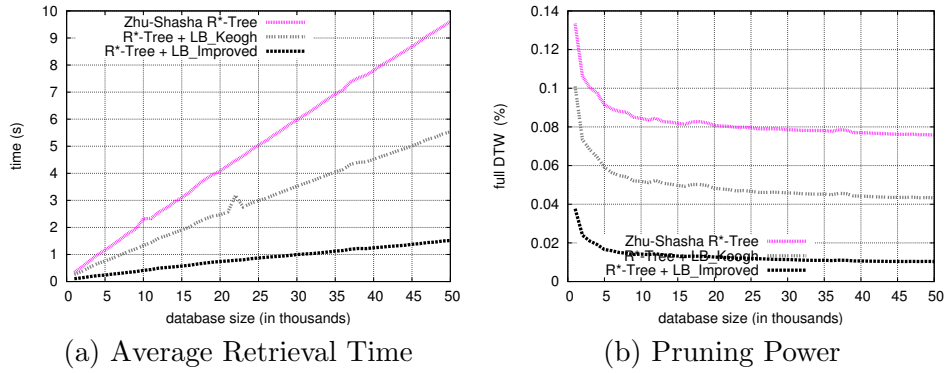 10
9
8
7
6
5
4
3
2
1
0
time (s)
Zhu-Shasha R*-Tree
R*-Tree + LB_Keogh
R*-Tree + LB_Improved
0 5 10 15 20 25 30 35 40 45 50
database size (in thousands)
(a) Average Retrieval Time
0.14
0.12
0.1
0.08
0.06
0.04
0.02
0
full DTW (%)
Zhu-Shasha R*-Tree
R*-Tree + LB_Keogh
R*-Tree + LB_Improved
0 5 10 15 20 25 30 35 40 45 50
database size (in thousands)
(b) Pruning Power